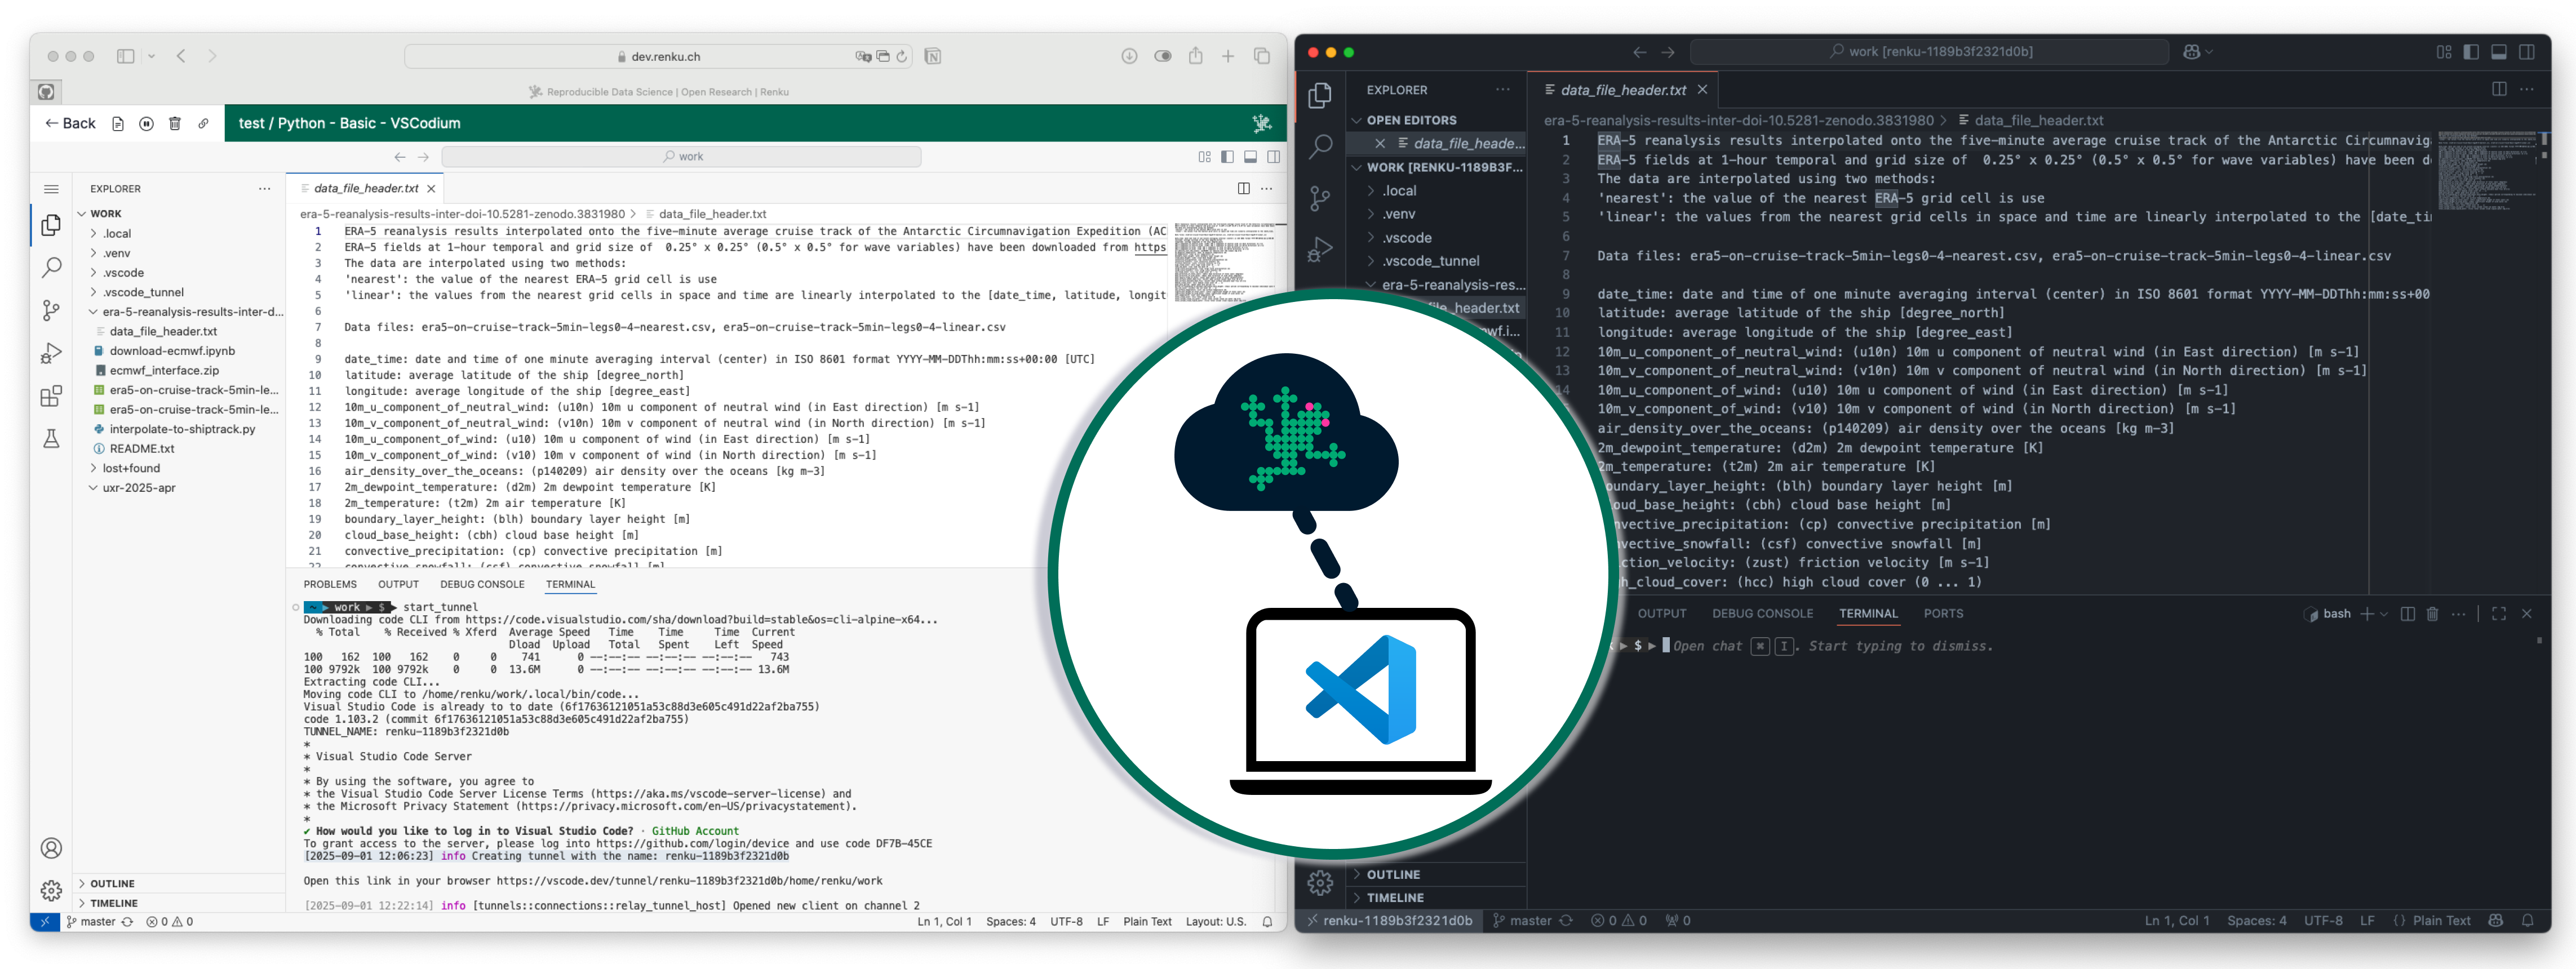 dev.renku.ch
Reproducible Data Science | Open Research | Renku
Back
test / Python - Basic - VSCodium
work
EXPLORER
WORK
.local
.venv
.vscode
.vscode_tunnel
era-5-reanalysis-results-inter-d...
data_file_header.txt
download-ecmwf.ipynb
ecmwf_interface.zip
era5-on-cruise-track-5min-le...
era5-on-cruise-track-5min-le...
interpolate-to-shiptrack.py
README.txt
lost+found
uxr-2025-apr
OUTLINE
TIMELINE
data_file_header.txt
era-5-reanalysis-results-inter-doi-10.5281-zenodo.3831980 > data_file_header.txt
1 ERA-5 reanalysis results interpolated onto the five-minute average cruise track of the Antarctic Circumnavigation Expedition (AC
2 ERA-5 fields at 1-hour temporal and grid size of  0.25° x 0.25° (0.5° x 0.5° for wave variables) have been downloaded from https
3 The data are interpolated using two methods:
4 'nearest': the value of the nearest ERA-5 grid cell is use
5 'linear': the values from the nearest grid cells in space and time are linearly interpolated to the [date_time, latitude, longit
6
7 Data files: era5-on-cruise-track-5min-legs0-4-nearest.csv, era5-on-cruise-track-5min-legs0-4-linear.csv
8
9 date_time: date and time of one minute averaging interval (center) in ISO 8601 format YYYY-MM-DDThh:mm:ss+00:00 [UTC]
10 latitude: average latitude of the ship [degree_north]
11 longitude: average longitude of the ship [degree_east]
12 10m_u_component_of_neutral_wind: (u10n) 10m u component of neutral wind (in East direction) [m s-1]
13 10m_v_component_of_neutral_wind: (v10n) 10m v component of neutral wind (in North direction) [m s-1]
14 10m_u_component_of_wind: (u10) 10m u component of wind (in East direction) [m s-1]
15 10m_v_component_of_wind: (v10) 10m v component of wind (in North direction) [m s-1]
16 air_density_over_the_oceans: (p140209) air density over the oceans [kg m-3]
17 2m_dewpoint_temperature: (d2m) 2m dewpoint temperature [K]
18 2m_temperature: (t2m) 2m air temperature [K]
19 boundary_layer_height: (blh) boundary layer height [m]
20 cloud_base_height: (cbh) cloud base height [m]
21 convective_precipitation: (cp) convective precipitation [m]
22 convective_snowfall: (csf) convective snowfall [m]
PROBLEMS OUTPUT DEBUG CONSOLE TERMINAL
~ work $ start_tunnel
Downloading code CLI from https://code.visualstudio.com/sha/download?build=stable&os=cli-alpine-x64...
% Total % Received % Xferd Average Speed Time Time Time Current
Dload Upload Total Spent Left Speed
100 162 100 162 0 0 741 0 --:--:-- --:--:-- --:--:-- 743
100 9792k 100 9792k 0 0 13.6M 0 --:--:-- --:--:-- --:--:-- 13.6M
Extracting code CLI...
Moving code CLI to /home/renku/work/.local/bin/code...
Visual Studio Code is already to to date (6f17636121051a53c88d3e605c491d22af2ba755)
code 1.103.2 (commit 6f17636121051a53c88d3e605c491d22af2ba755)
TUNNEL_NAME: renku-1189b3f2321d0b
*
* Visual Studio Code Server
*
* By using the software, you agree to
* the Visual Studio Code Server License Terms (https://aka.ms/vscode-server-license) and
* the Microsoft Privacy Statement (https://privacy.microsoft.com/en-US/privacystatement).
*
✔ How would you like to log in to Visual Studio Code? · GitHub Account
To grant access to the server, please log into https://github.com/login/device and use code DF7B-45CE
[2025-09-01 12:06:23] info Creating tunnel with the name: renku-1189b3f2321d0b
Open this link in your browser https://vscode.dev/tunnel/renku-1189b3f2321d0b/home/renku/work
[2025-09-01 12:22:14] info [tunnels::connections::relay_tunnel_host] Opened new client on channel 2
master 0 0 Ln 1, Col 1 Spaces: 4 UTF-8 LF Plain Text Layout: U.S.
work [renku-1189b3f2321d0b]
EXPLORER
OPEN EDITORS
data_file_heade...
WORK [RENKU-1189B3F...
.local
.venv
.vscode
.vscode_tunnel
era-5-reanalysis-res...
file_header.txt
wf.i...
OUTLINE
TIMELINE
data_file_header.txt
era-5-reanalysis-results-inter-doi-10.5281-zenodo.3831980 > data_file_header.txt
1 ERA-5 reanalysis results interpolated onto the five-minute average cruise track of the Antarctic Circumnaviga
2 ERA-5 fields at 1-hour temporal and grid size of  0.25° x 0.25° (0.5° x 0.5° for wave variables) have been d
3 The data are interpolated using two methods:
4 'nearest': the value of the nearest ERA-5 grid cell is use
5 'linear': the values from the nearest grid cells in space and time are linearly interpolated to the [date_ti
6
7 Data files: era5-on-cruise-track-5min-legs0-4-nearest.csv, era5-on-cruise-track-5min-legs0-4-linear.csv
8
9 date_time: date and time of one minute averaging interval (center) in ISO 8601 format YYYY-MM-DDThh:mm:ss+00
10 latitude: average latitude of the ship [degree_north]
11 longitude: average longitude of the ship [degree_east]
12 10m_u_component_of_neutral_wind: (u10n) 10m u component of neutral wind (in East direction) [m s-1]
13 10m_v_component_of_neutral_wind: (v10n) 10m v component of neutral wind (in North direction) [m s-1]
14 10m_u_component_of_wind: (u10) 10m u component of wind (in East direction) [m s-1]
10m_v_component_of_wind: (v10) 10m v component of wind (in North direction) [m s-1]
air_density_over_the_oceans: (p140209) air density over the oceans [kg m-3]
2m_dewpoint_temperature: (d2m) 2m dewpoint temperature [K]
2m_temperature: (t2m) 2m air temperature [K]
oundary_layer_height: (blh) boundary layer height [m]
oud_base_height: (cbh) cloud base height [m]
nvective_precipitation: (cp) convective precipitation [m]
vective_snowfall: (csf) convective snowfall [m]
ction_velocity: (zust) friction velocity [m s-1]
h_cloud_cover: (hcc) high cloud cover (0 ... 1)
OUTPUT DEBUG CONSOLE TERMINAL PORTS
bash
$ Open chat ⌘ I. Start typing to dismiss.
renku-1189b3f2321d0b master 0 0 0 Ln 1, Col 1 Spaces: 4 UTF-8 LF {} Plain Text